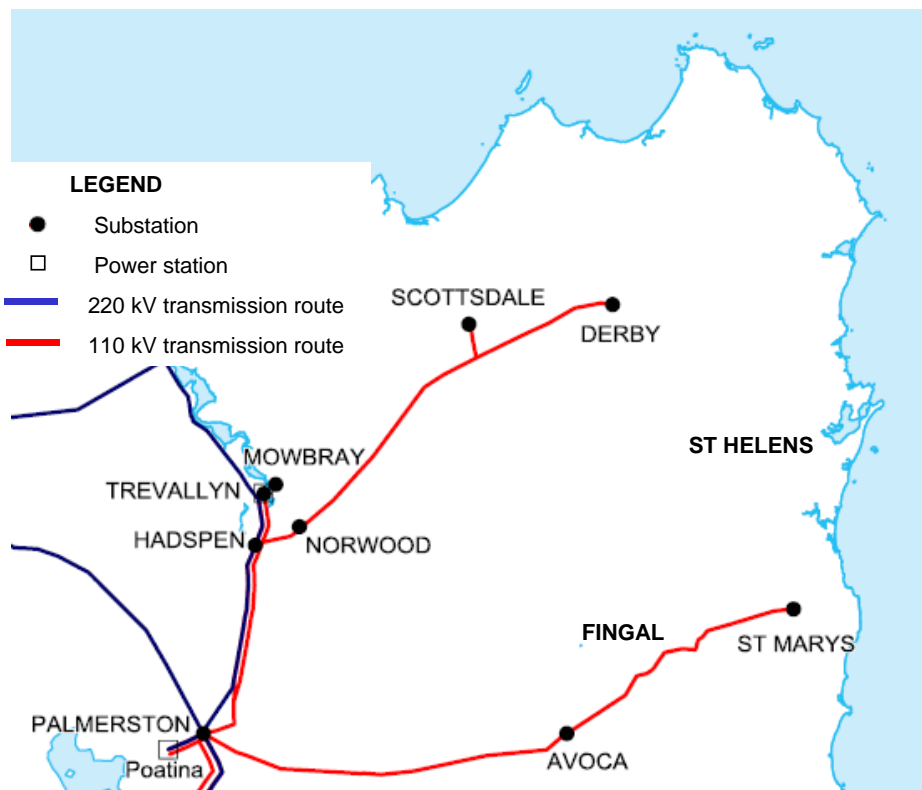 LEGEND
Substation
Power station
220 kV transmission route
110 kV transmission route
SCOTTSDALE
DERBY
ST HELENS
MOWBRAY
TREVALLYN
HADSPEN
NORWOOD
FINGAL
ST MARYS
PALMERSTON
Poatina
AVOCA